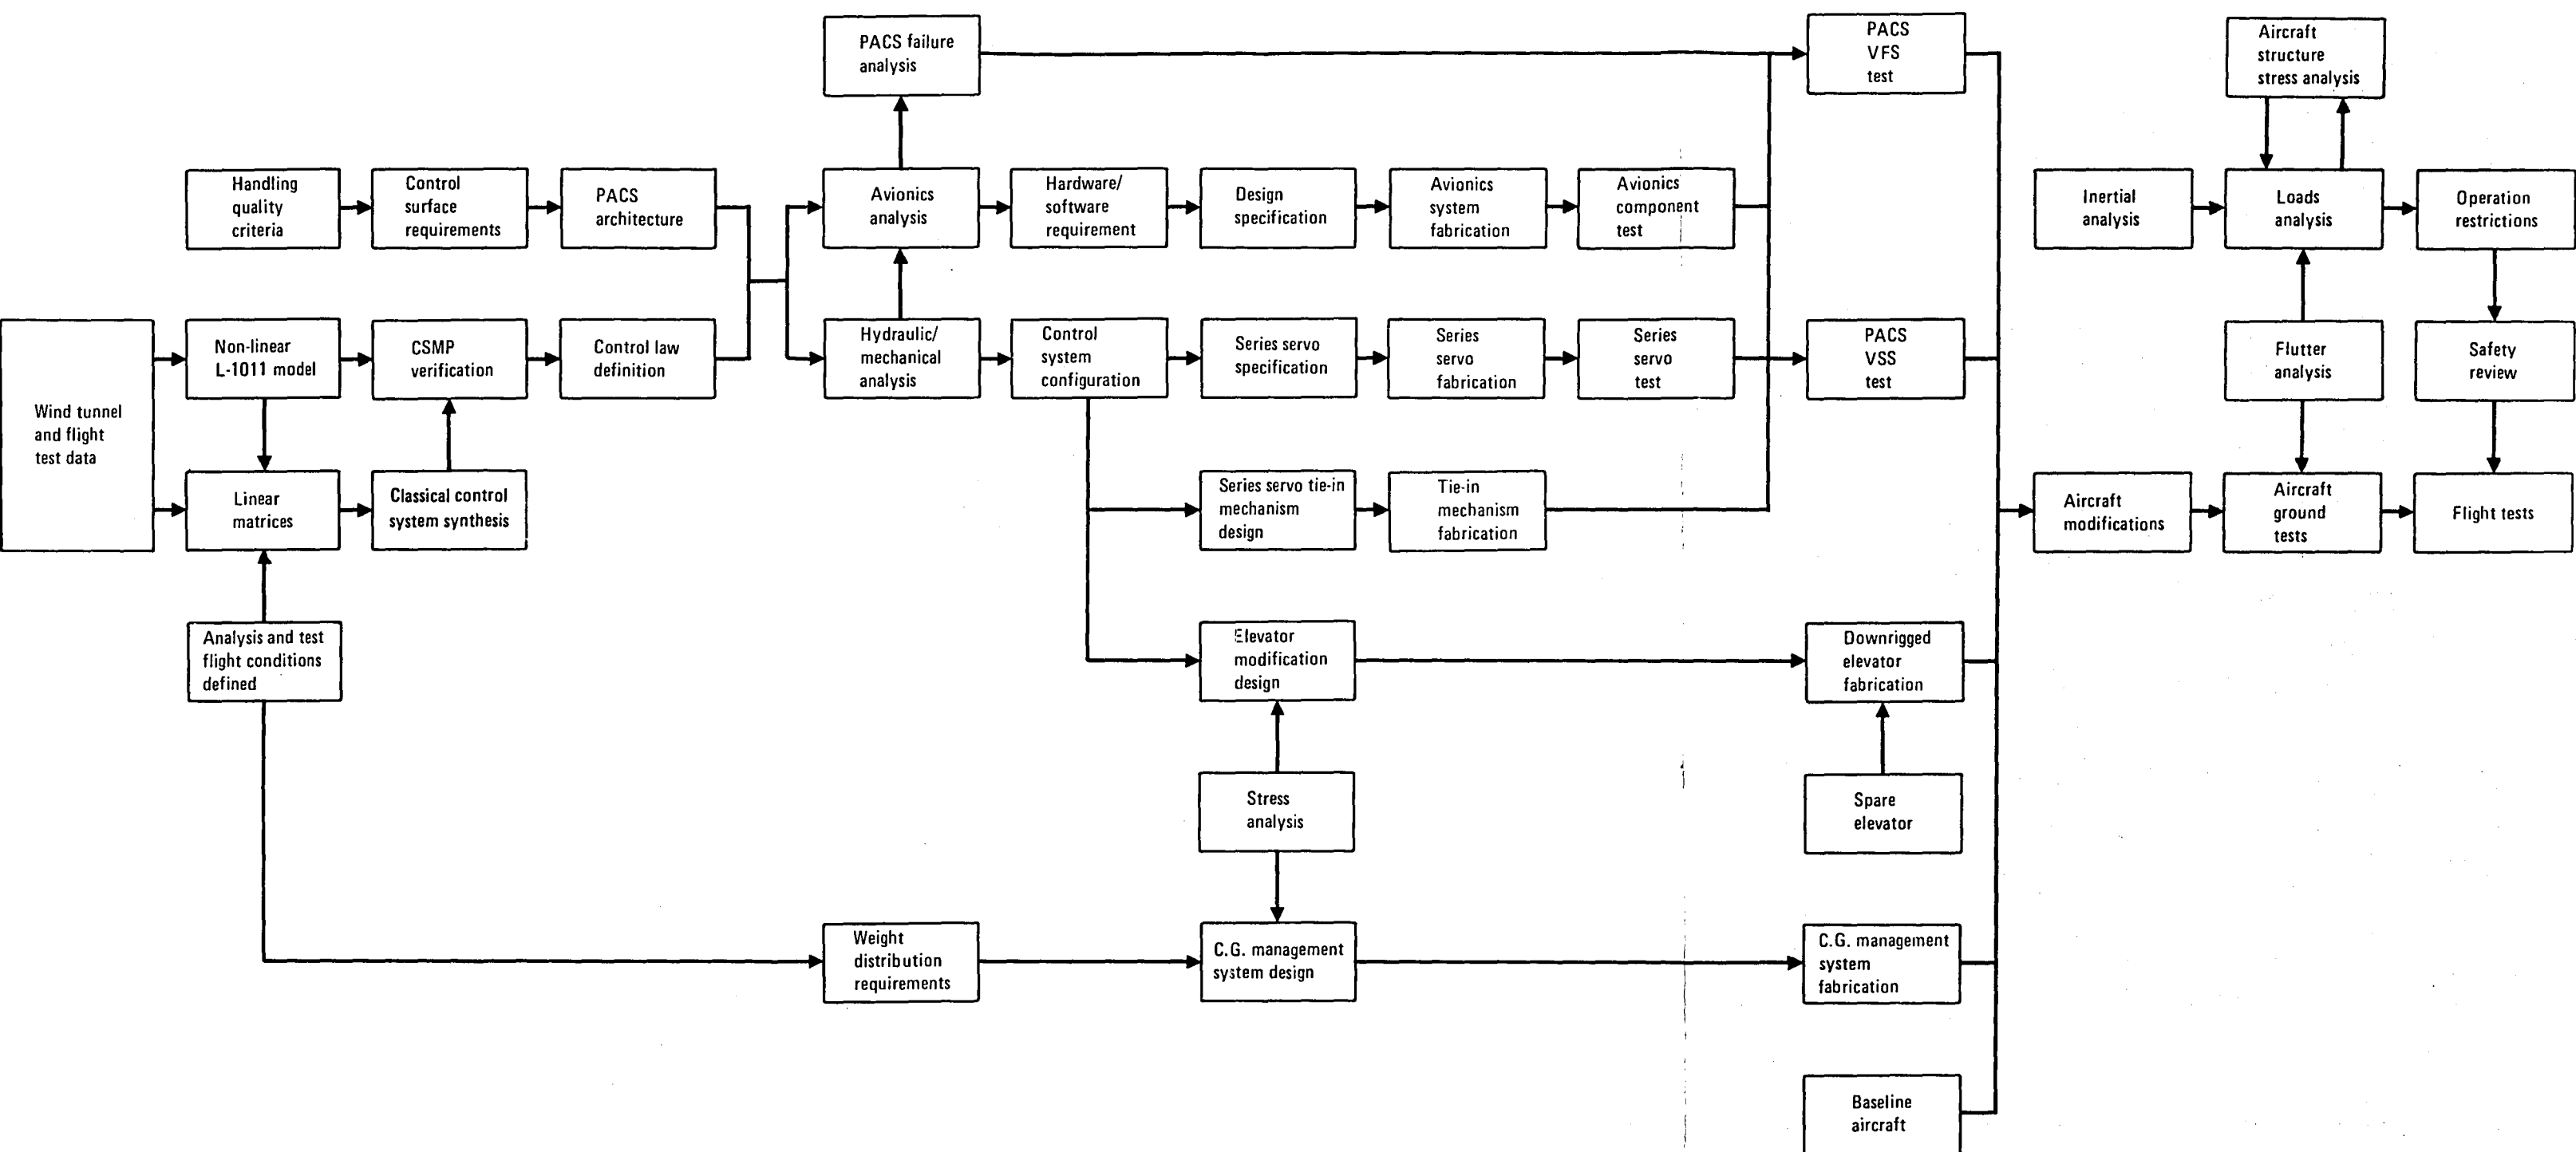 PACS failure
analysis
PACS
VFS
test
Aircraft
structure
stress analysis
Handling
quality
criteria
Control
surface
requirements
PACS
architecture
Avionics
analysis
Hardware/
software
requirement
Design
specification
Avionics
system
fabrication
Avionics
component
test
Inertial
analysis
Loads
analysis
Operation
restrictions
Wind tunnel
and flight
test data
Non-linear
L-1011 model
CSMP
verification
Control law
definition
Hydraulic/
mechanical
analysis
Control
system
configuration
Series servo
specification
Series
servo
fabrication
Series
servo
test
PACS
VSS
test
Flutter
analysis
Safety
review
Linear
matrices
Classical control
system synthesis
Series servo tie-in
mechanism
design
Tie-in
mechanism
fabrication
Aircraft
modifications
Aircraft
ground
tests
Flight tests
Analysis and test
flight conditions
defined
Elevator
modification
design
Downrigged
elevator
fabrication
Stress
analysis
Spare
elevator
Weight
distribution
requirements
C.G. management
system design
C.G. management
system
fabrication
Baseline
aircraft